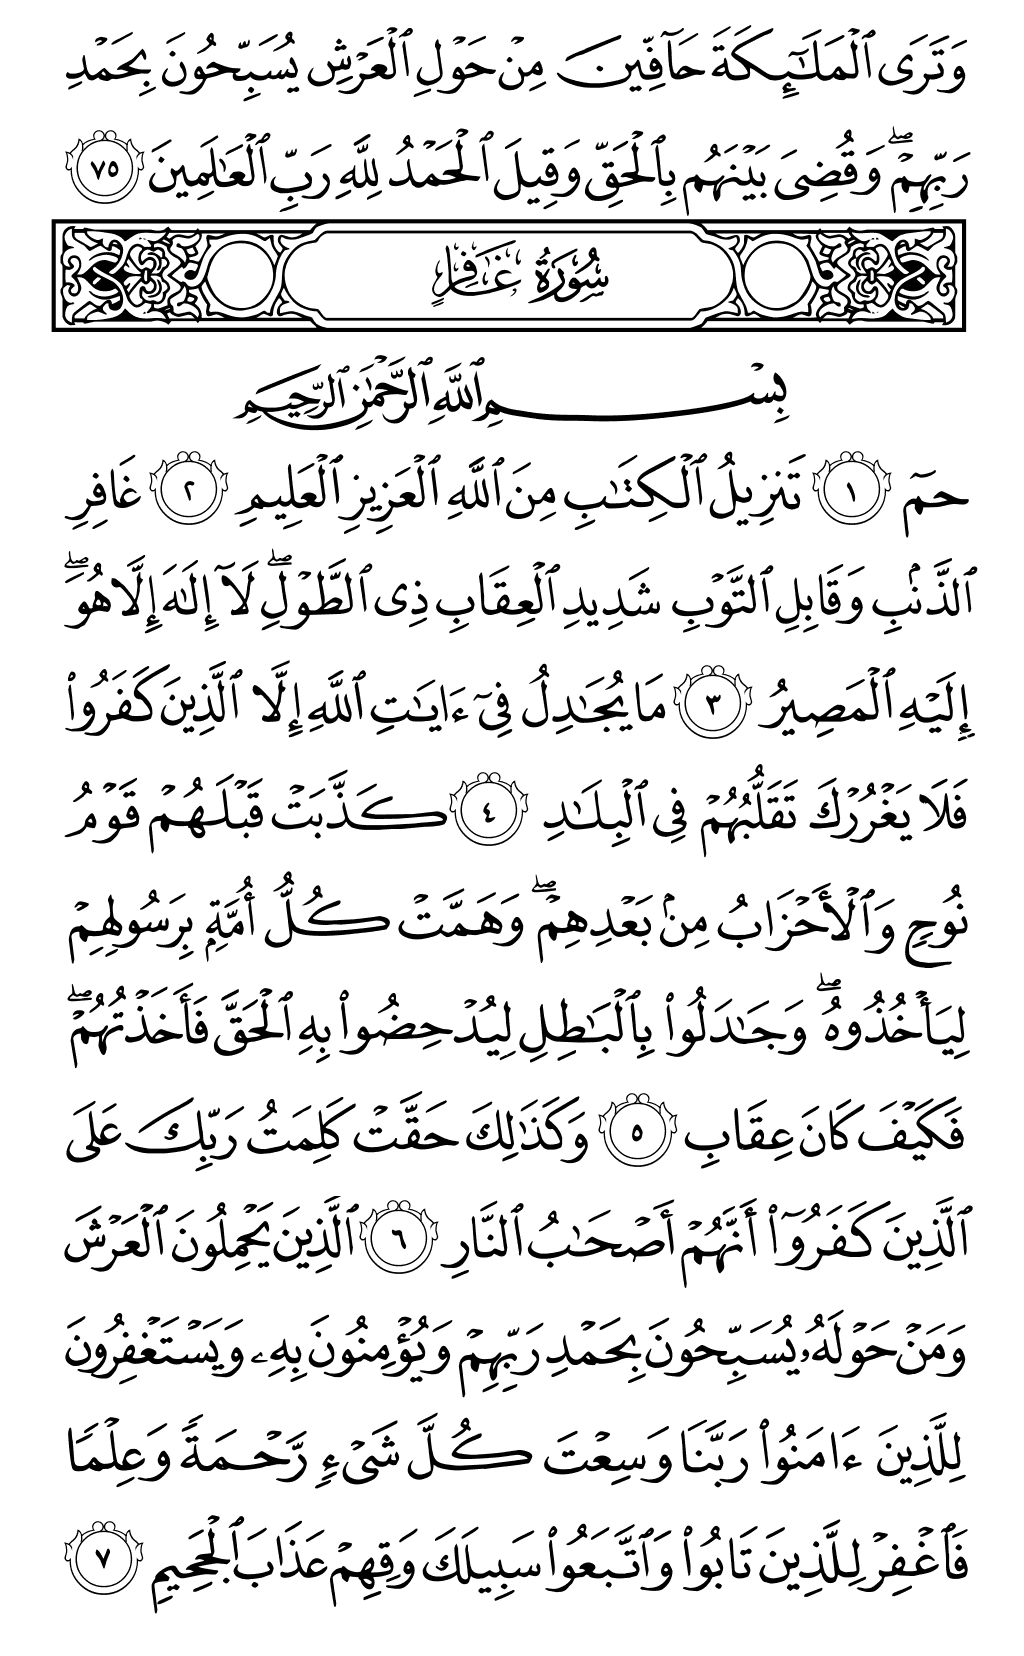 وَتَرَى ٱلْمَلَـٰٓئِكَةَ حَآفِّينَ مِنْ حَوْلِ ٱلْعَرْشِ يُسَبِّحُونَ بِحَمْدِ
رَبِّهِمْ ۖ وَقُضِىَ بَيْنَهُم بِٱلْحَقِّ وَقِيلَ ٱلْحَمْدُ لِلَّهِ رَبِّ ٱلْعَـٰلَمِينَ ٧٥
سُورَةُ غَافِرٍ
بِسْمِ ٱللَّهِ ٱلرَّحْمَـٰنِ ٱلرَّحِيمِ
حمٓ ١ تَنزِيلُ ٱلْكِتَـٰبِ مِنَ ٱللَّهِ ٱلْعَزِيزِ ٱلْعَلِيمِ ٢ غَافِرِ
ٱلذَّنۢبِ وَقَابِلِ ٱلتَّوْبِ شَدِيدِ ٱلْعِقَابِ ذِى ٱلطَّوْلِ ۖ لَآ إِلَـٰهَ إِلَّا هُوَ ۖ
إِلَيْهِ ٱلْمَصِيرُ ٣ مَا يُجَـٰدِلُ فِىٓ ءَايَـٰتِ ٱللَّهِ إِلَّا ٱلَّذِينَ كَفَرُوا۟
فَلَا يَغْرُرْكَ تَقَلُّبُهُمْ فِى ٱلْبِلَـٰدِ ٤ كَذَّبَتْ قَبْلَهُمْ قَوْمُ
نُوحٍ وَٱلْأَحْزَابُ مِنۢ بَعْدِهِمْ ۖ وَهَمَّتْ كُلُّ أُمَّةٍۭ بِرَسُولِهِمْ
لِيَأْخُذُوهُ ۖ وَجَـٰدَلُوا۟ بِٱلْبَـٰطِلِ لِيُدْحِضُوا۟ بِهِ ٱلْحَقَّ فَأَخَذْتُهُمْ ۖ
فَكَيْفَ كَانَ عِقَابِ ٥ وَكَذَٰلِكَ حَقَّتْ كَلِمَتُ رَبِّكَ عَلَى
ٱلَّذِينَ كَفَرُوٓا۟ أَنَّهُمْ أَصْحَـٰبُ ٱلنَّارِ ٦ ٱلَّذِينَ يَحْمِلُونَ ٱلْعَرْشَ
وَمَنْ حَوْلَهُۥ يُسَبِّحُونَ بِحَمْدِ رَبِّهِمْ وَيُؤْمِنُونَ بِهِۦ وَيَسْتَغْفِرُونَ
لِلَّذِينَ ءَامَنُوا۟ رَبَّنَا وَسِعْتَ كُلَّ شَىْءٍ رَّحْمَةً وَعِلْمًا
فَٱغْفِرْ لِلَّذِينَ تَابُوا۟ وَٱتَّبَعُوا۟ سَبِيلَكَ وَقِهِمْ عَذَابَ ٱلْجَحِيمِ ٧